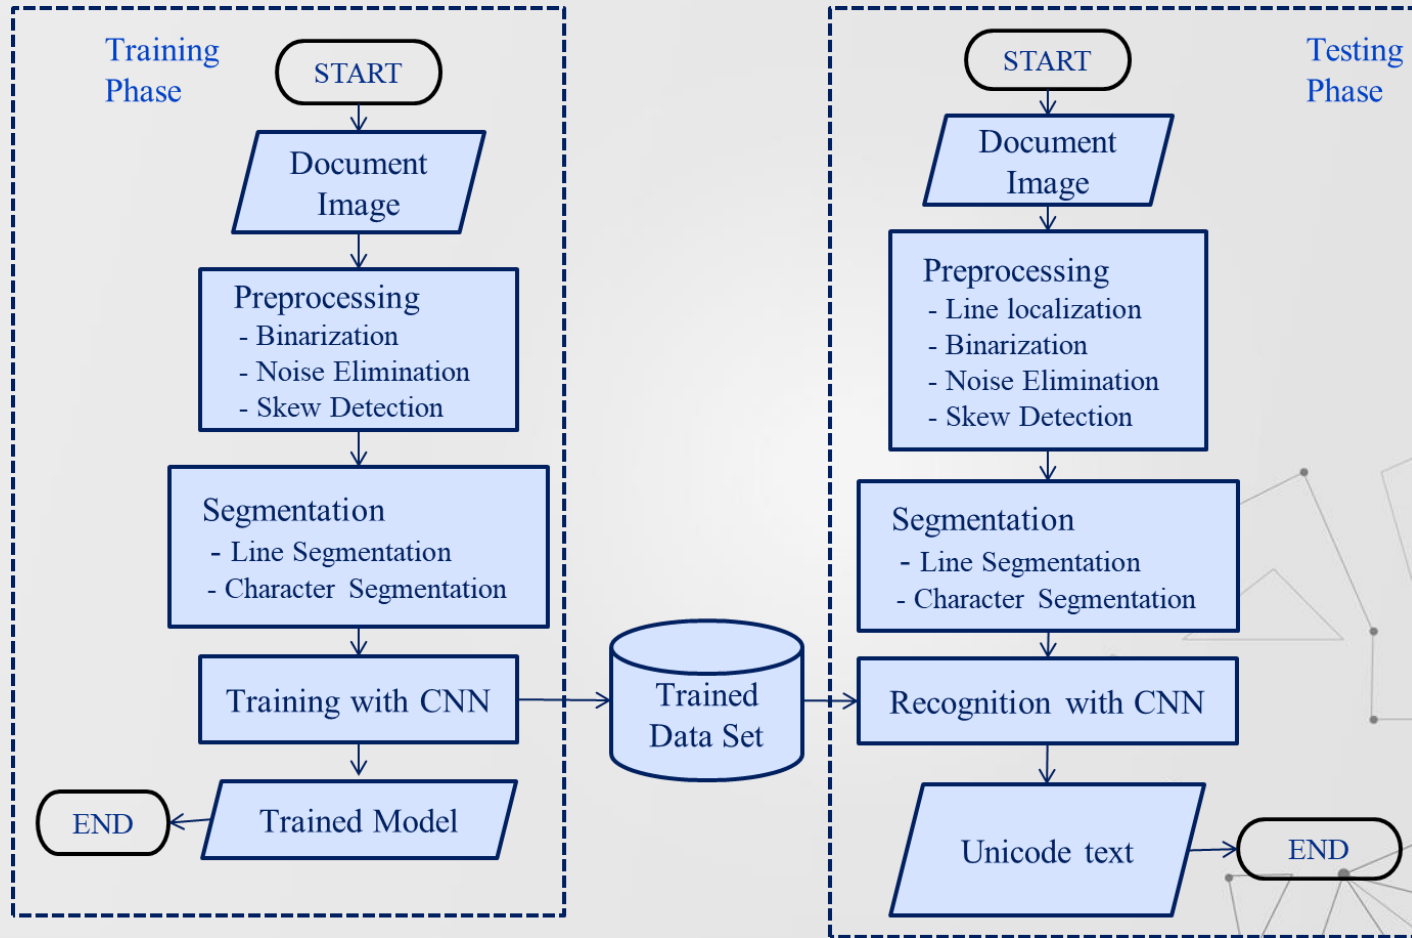 Training
Phase
START
Document
Image
Preprocessing
- Binarization
- Noise Elimination
- Skew Detection
Segmentation
- Line Segmentation
- Character Segmentation
Training with CNN
Trained Model
END
Trained
Data Set
Testing
Phase
START
Document
Image
Preprocessing
- Line localization
- Binarization
- Noise Elimination
- Skew Detection
Segmentation
- Line Segmentation
- Character Segmentation
Recognition with CNN
Unicode text
END